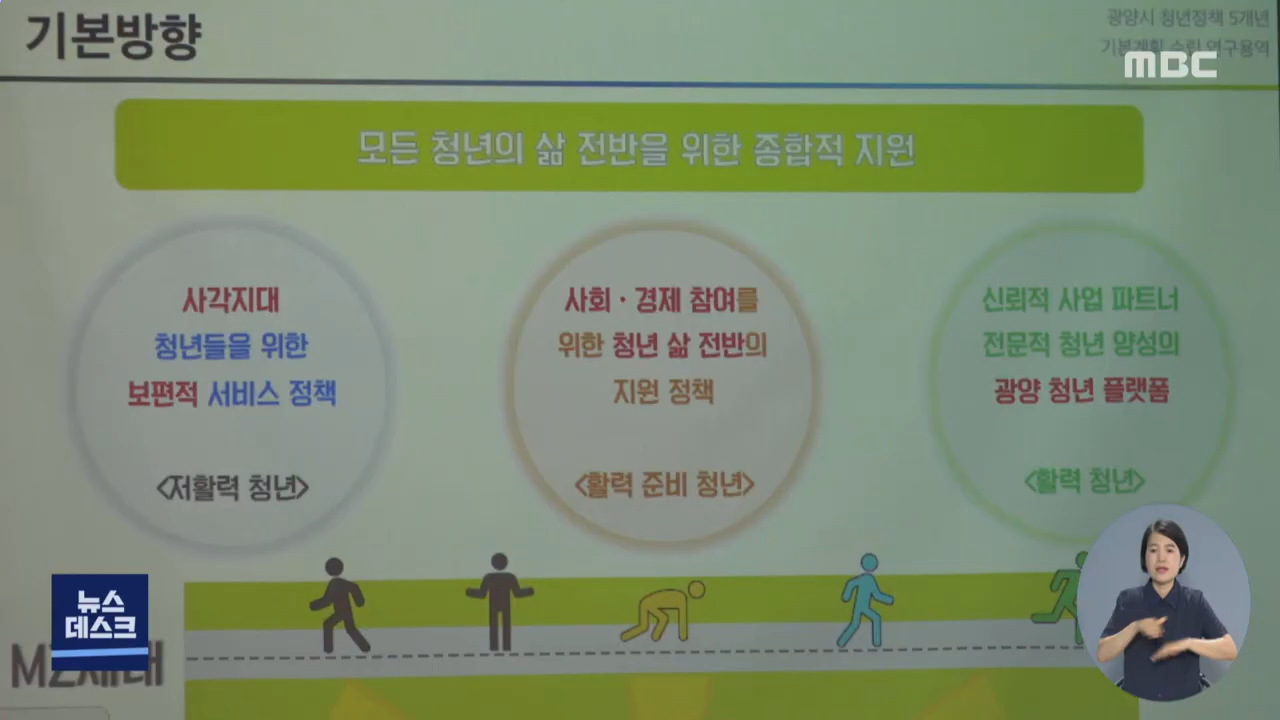 기본방향
광양시 청년정책 5개년
기본계획 수립 연구용역
MBC
모든 청년의 삶 전반을 위한 종합적 지원
사각지대
청년들을 위한
보편적 서비스 정책
<저활력 청년>
사회·경제 참여를
위한 청년 삶 전반의
지원 정책
<활력 준비 청년>
신뢰적 사업 파트너
전문적 청년 양성의
광양 청년 플랫폼
<활력 청년>
뉴스
데스크
MZ세대